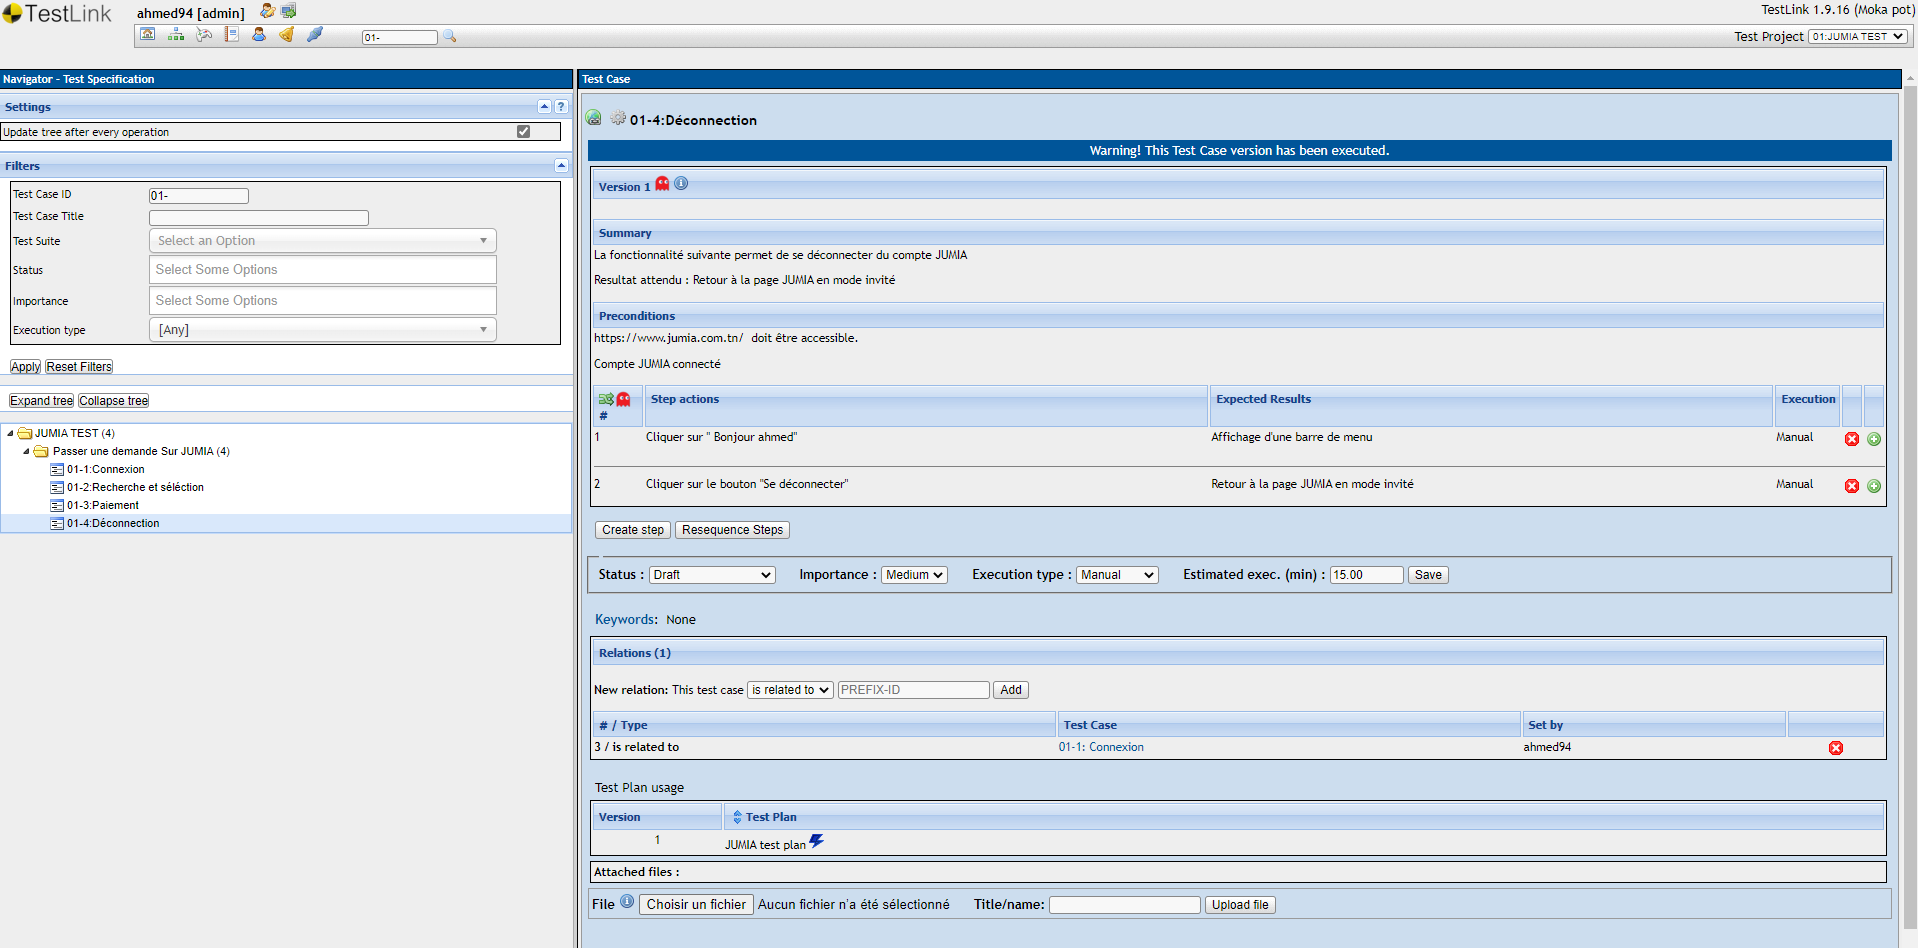 TestLink
ahmed94 [admin]
TestLink 1.9.16 (Moka pot)
01-
Test Project 01:JUMIA TEST
Navigator - Test Specification
Settings
?
Update tree after every operation
Filters
Test Case ID 01-
Test Case Title
Test Suite Select an Option
Status Select Some Options
Importance Select Some Options
Execution type [Any]
Apply Reset Filters
Expand tree Collapse tree
JUMIA TEST (4)
Passer une demande Sur JUMIA (4)
01-1:Connexion
01-2:Recherche et séléction
01-3:Paiement
01-4:Déconnection
Test Case
01-4:Déconnection
Warning! This Test Case version has been executed.
Version 1
Summary
La fonctionnalité suivante permet de se déconnecter du compte JUMIA
Resultat attendu : Retour à la page JUMIA en mode invité
Preconditions
https://www.jumia.com.tn/ doit être accessible.
Compte JUMIA connecté
# Step actions Expected Results Execution
1 Cliquer sur " Bonjour ahmed" Affichage d'une barre de menu Manual
2 Cliquer sur le bouton "Se déconnecter" Retour à la page JUMIA en mode invité Manual
Create step Resequence Steps
Status : Draft Importance : Medium Execution type : Manual Estimated exec. (min) : 15.00 Save
Keywords: None
Relations (1)
New relation: This test case is related to PREFIX-ID Add
# / Type Test Case Set by
3 / is related to 01-1: Connexion ahmed94
Test Plan usage
Version Test Plan
1 JUMIA test plan
Attached files :
File Choisir un fichier Aucun fichier n'a été sélectionné Title/name: Upload file